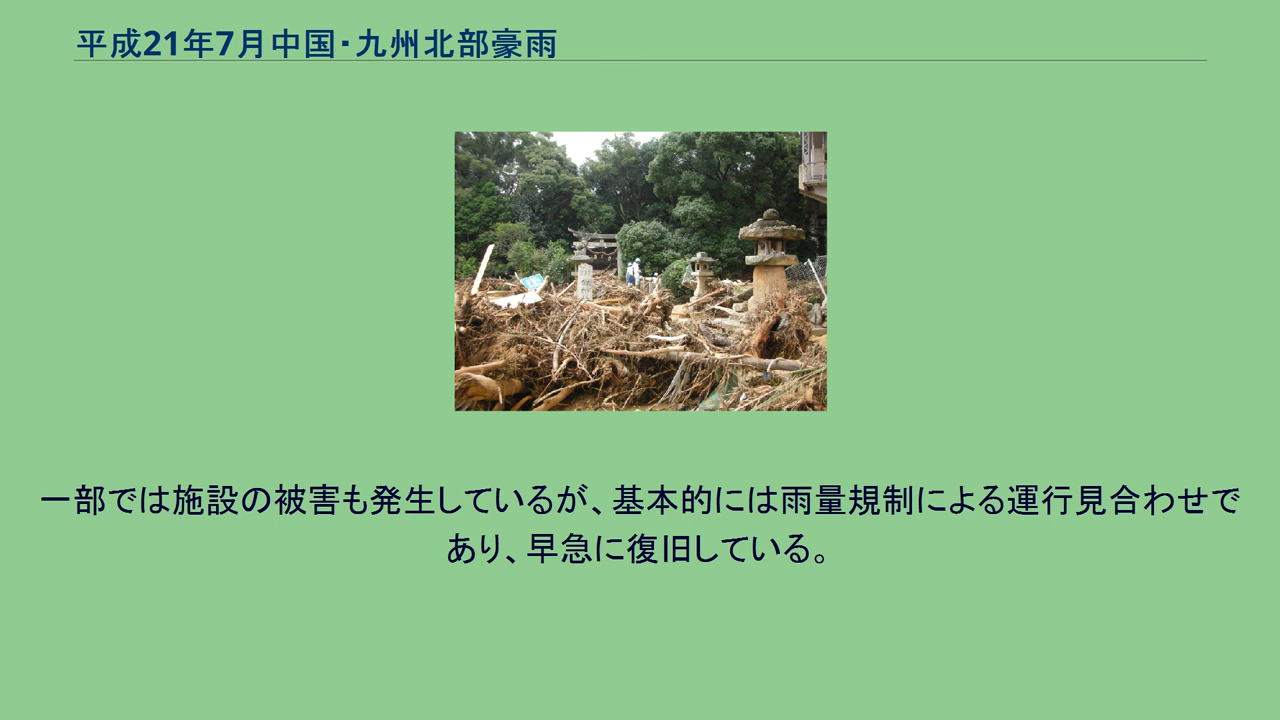 平成21年7月中国・九州北部豪雨
一部では施設の被害も発生しているが、基本的には雨量規制による運行見合わせで
あり、早急に復旧している。